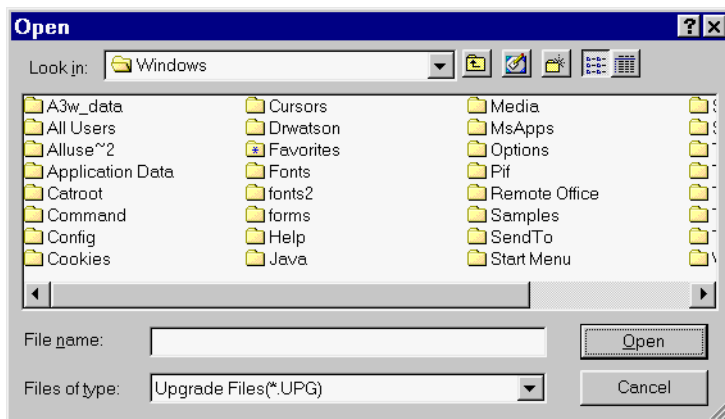 Open
Look in: Windows
A3w_data Cursors Media
All Users Drwatson MsApps
Alluse~2 Favorites Options
Application Data Fonts Pif
Catroot fonts2 Remote Office
Command forms Samples
Config Help SendTo
Cookies Java Start Menu
File name: Open
Files of type: Upgrade Files(*.UPG) Cancel